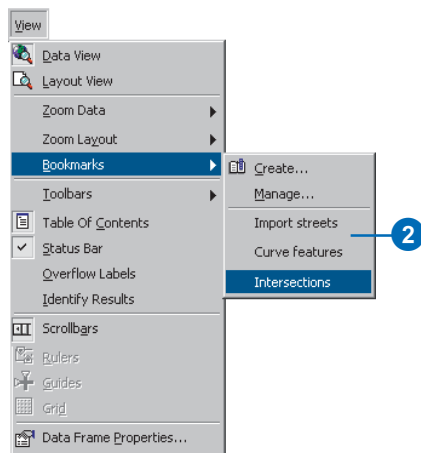 View
Data View
Layout View
Zoom Data
Zoom Layout
Bookmarks
Toolbars
Table Of Contents
Status Bar
Overflow Labels
Identify Results
Scrollbars
Rulers
Guides
Grid
Data Frame Properties...
Create...
Manage...
Import streets
Curve features
Intersections
2